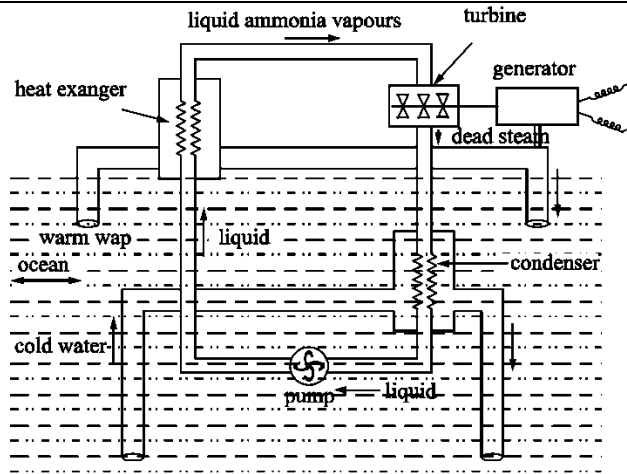 liquid ammonia vapours
turbine
heat exanger
generator
dead steam
warm wap
liquid
ocean
condenser
cold water
pump
liquid